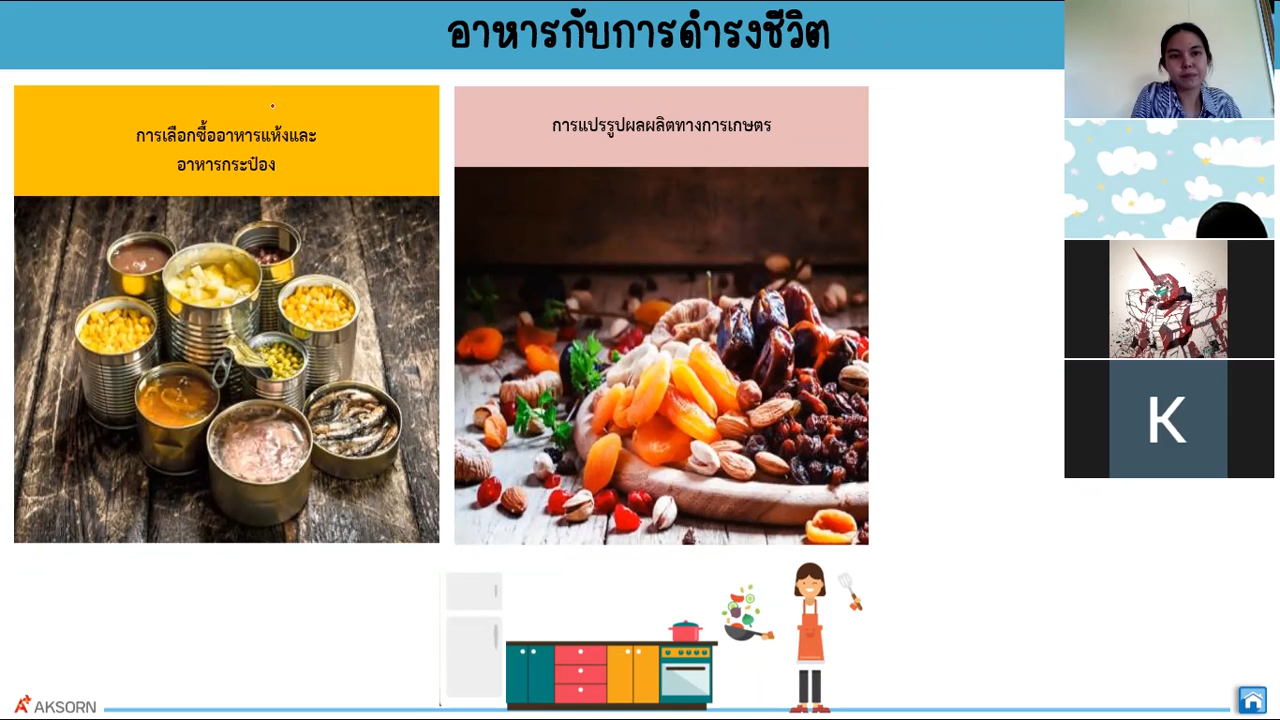 อาหารกับการดำรงชีวิต
การเลือกซื้ออาหารแห้งและ
อาหารกระป๋อง
การแปรรูปผลผลิตทางการเกษตร
K
AKSORN